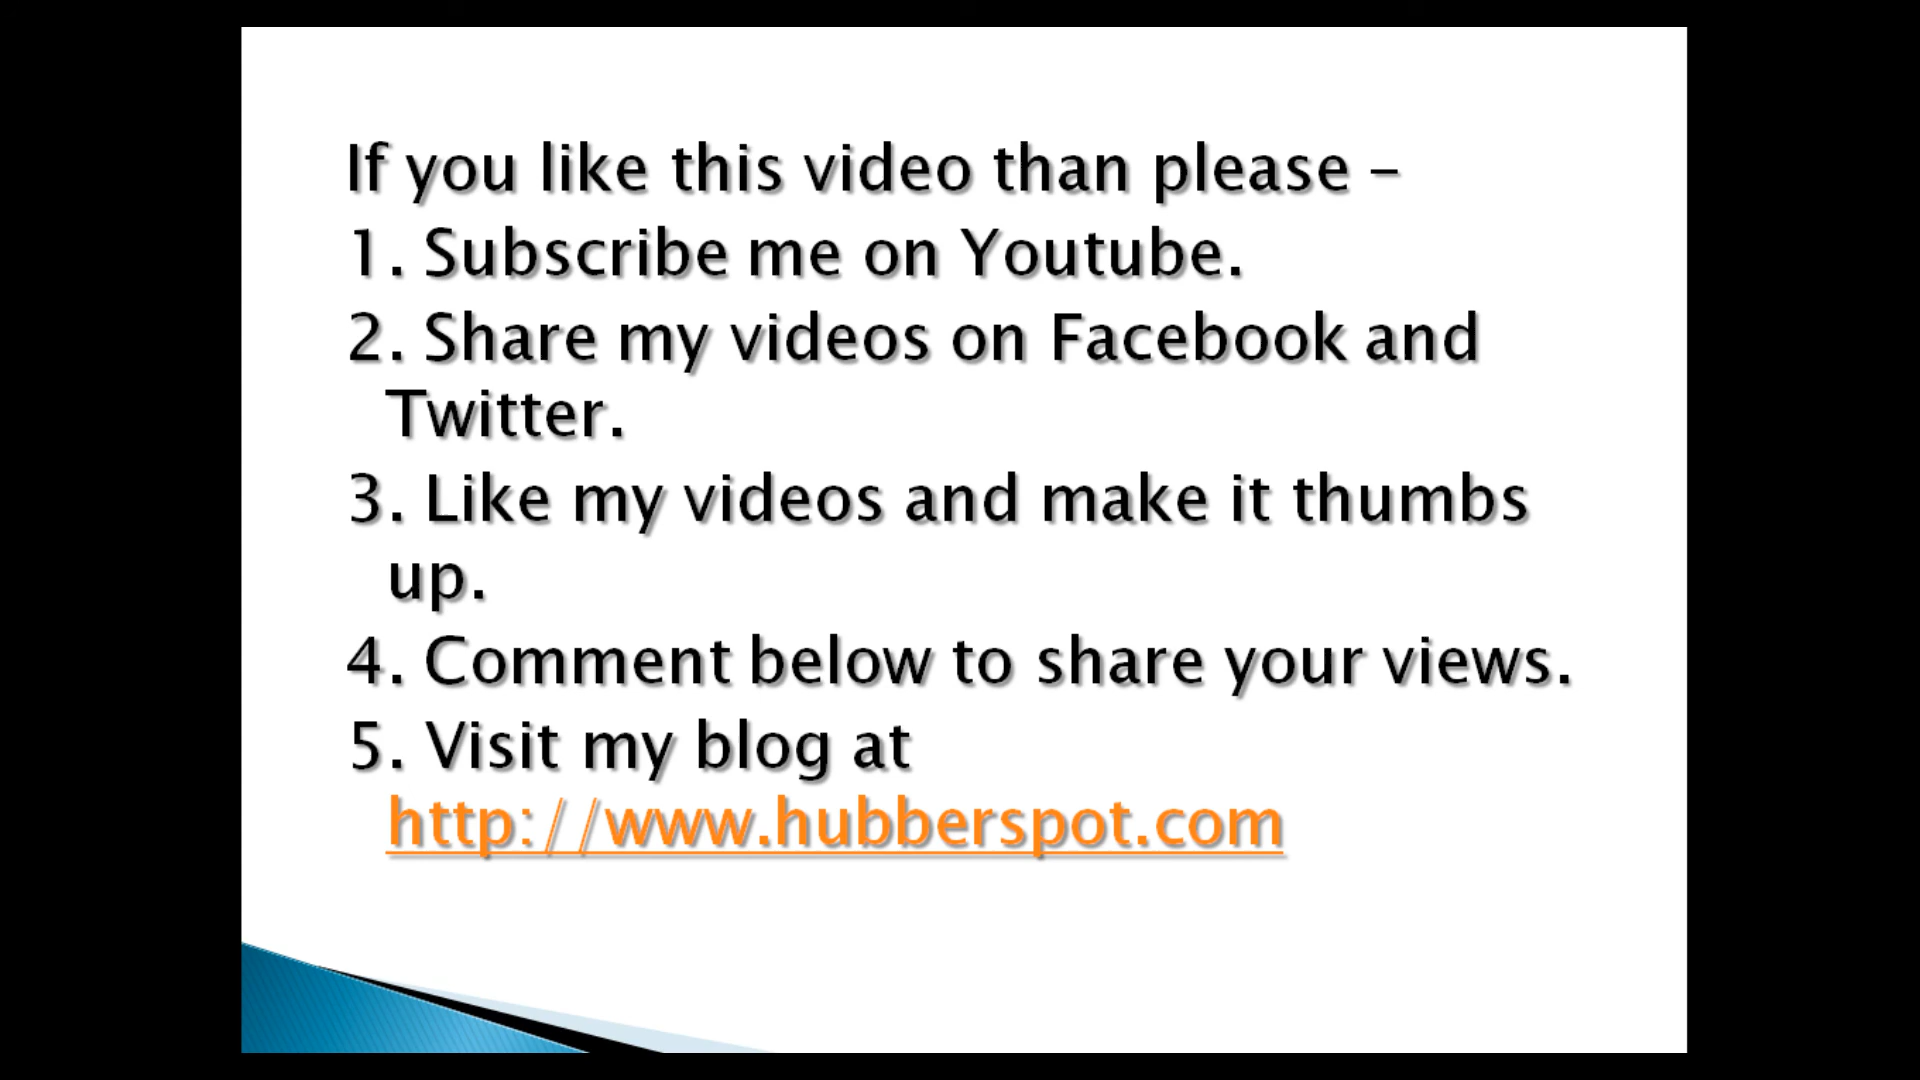 If you like this video than please –
1. Subscribe me on Youtube.
2. Share my videos on Facebook and
Twitter.
3. Like my videos and make it thumbs
up.
4. Comment below to share your views.
5. Visit my blog at
http://www.hubberspot.com